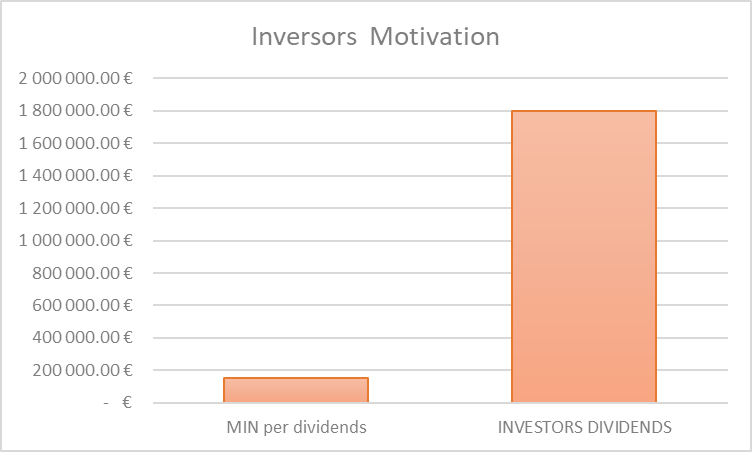 Inversors  Motivation
2 000 000.00 €
1 800 000.00 €
1 600 000.00 €
1 400 000.00 €
1 200 000.00 €
1 000 000.00 €
800 000.00 €
600 000.00 €
400 000.00 €
200 000.00 €
- €
MIN per dividends
INVESTORS DIVIDENDS